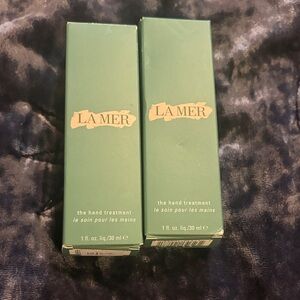 LA MER
the hand treatment
le soin pour les mains
1 fl. oz. liq./30 ml ℮
LA MER
the hand treatment
le soin pour les mains
1 fl. oz. liq./30 ml ℮